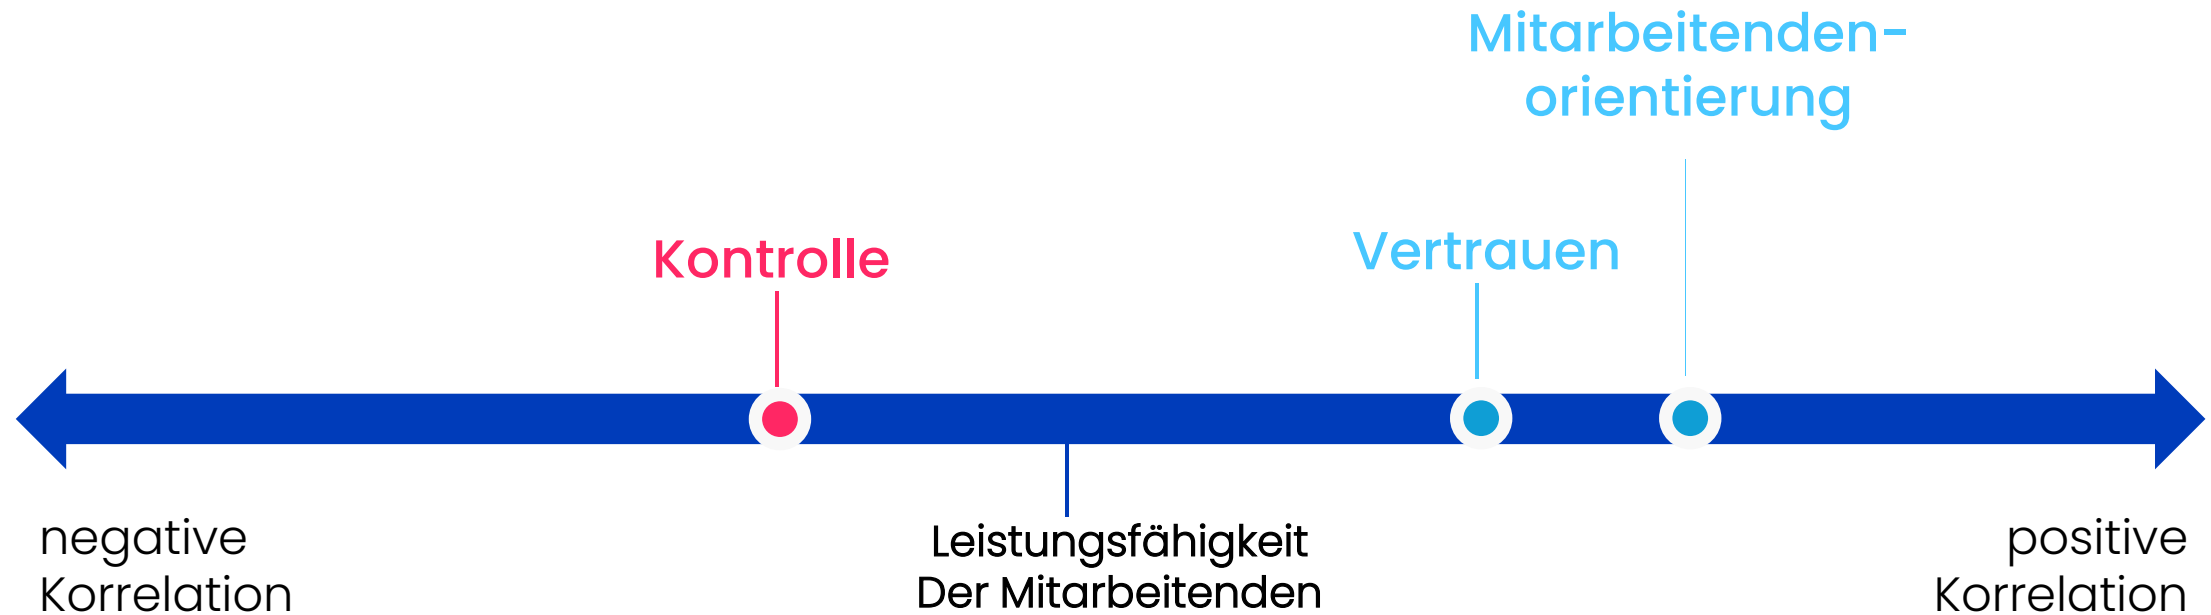 Mitarbeitenden-
orientierung
Kontrolle
Vertrauen
negative
Korrelation
Leistungsfähigkeit
Der Mitarbeitenden
positive
Korrelation